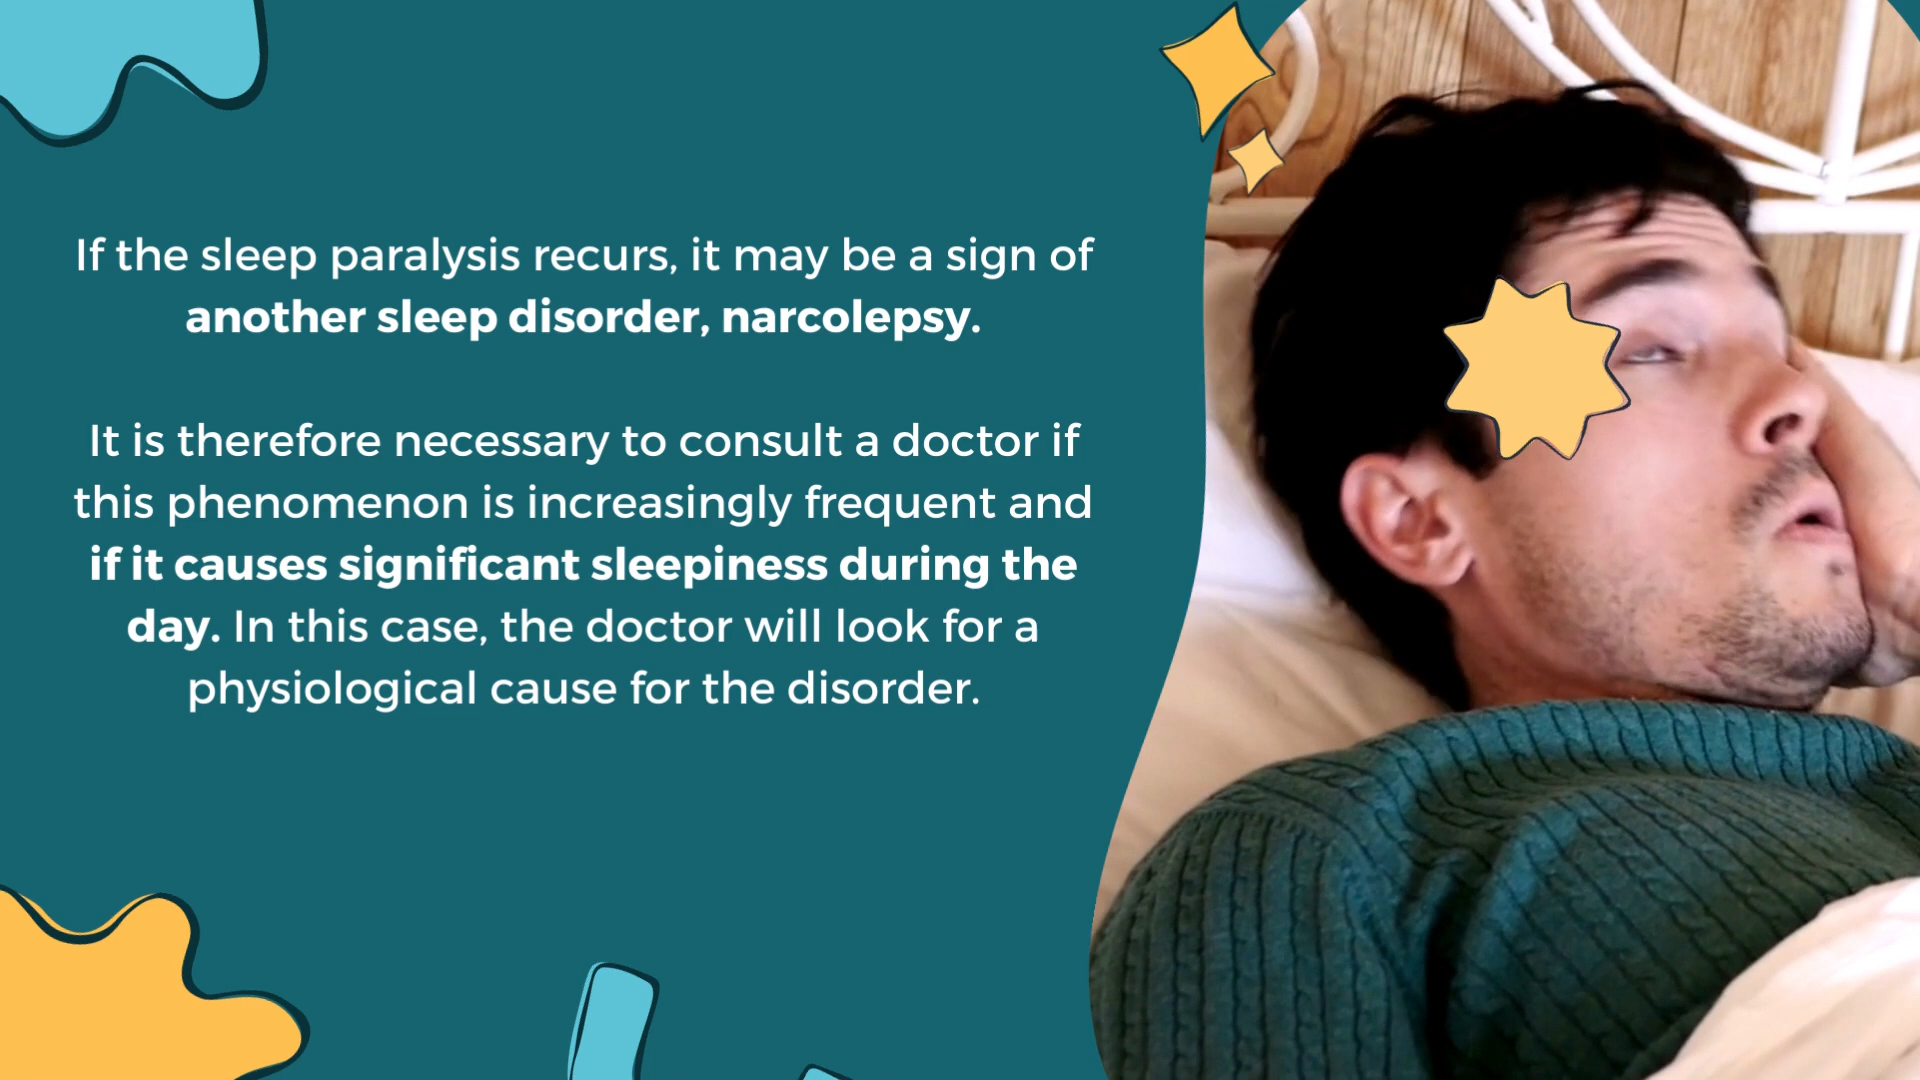 If the sleep paralysis recurs, it may be a sign of
another sleep disorder, narcolepsy.
It is therefore necessary to consult a doctor if
this phenomenon is increasingly frequent and
if it causes significant sleepiness during the
day. In this case, the doctor will look for a
physiological cause for the disorder.